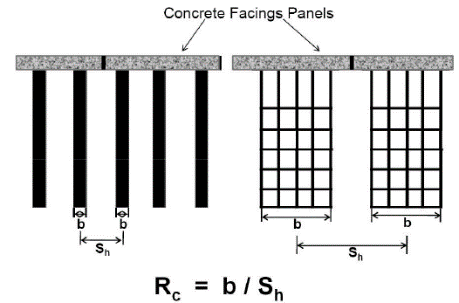 Concrete Facings Panels
b b
Sh
b b
Sh
Rc = b / Sh